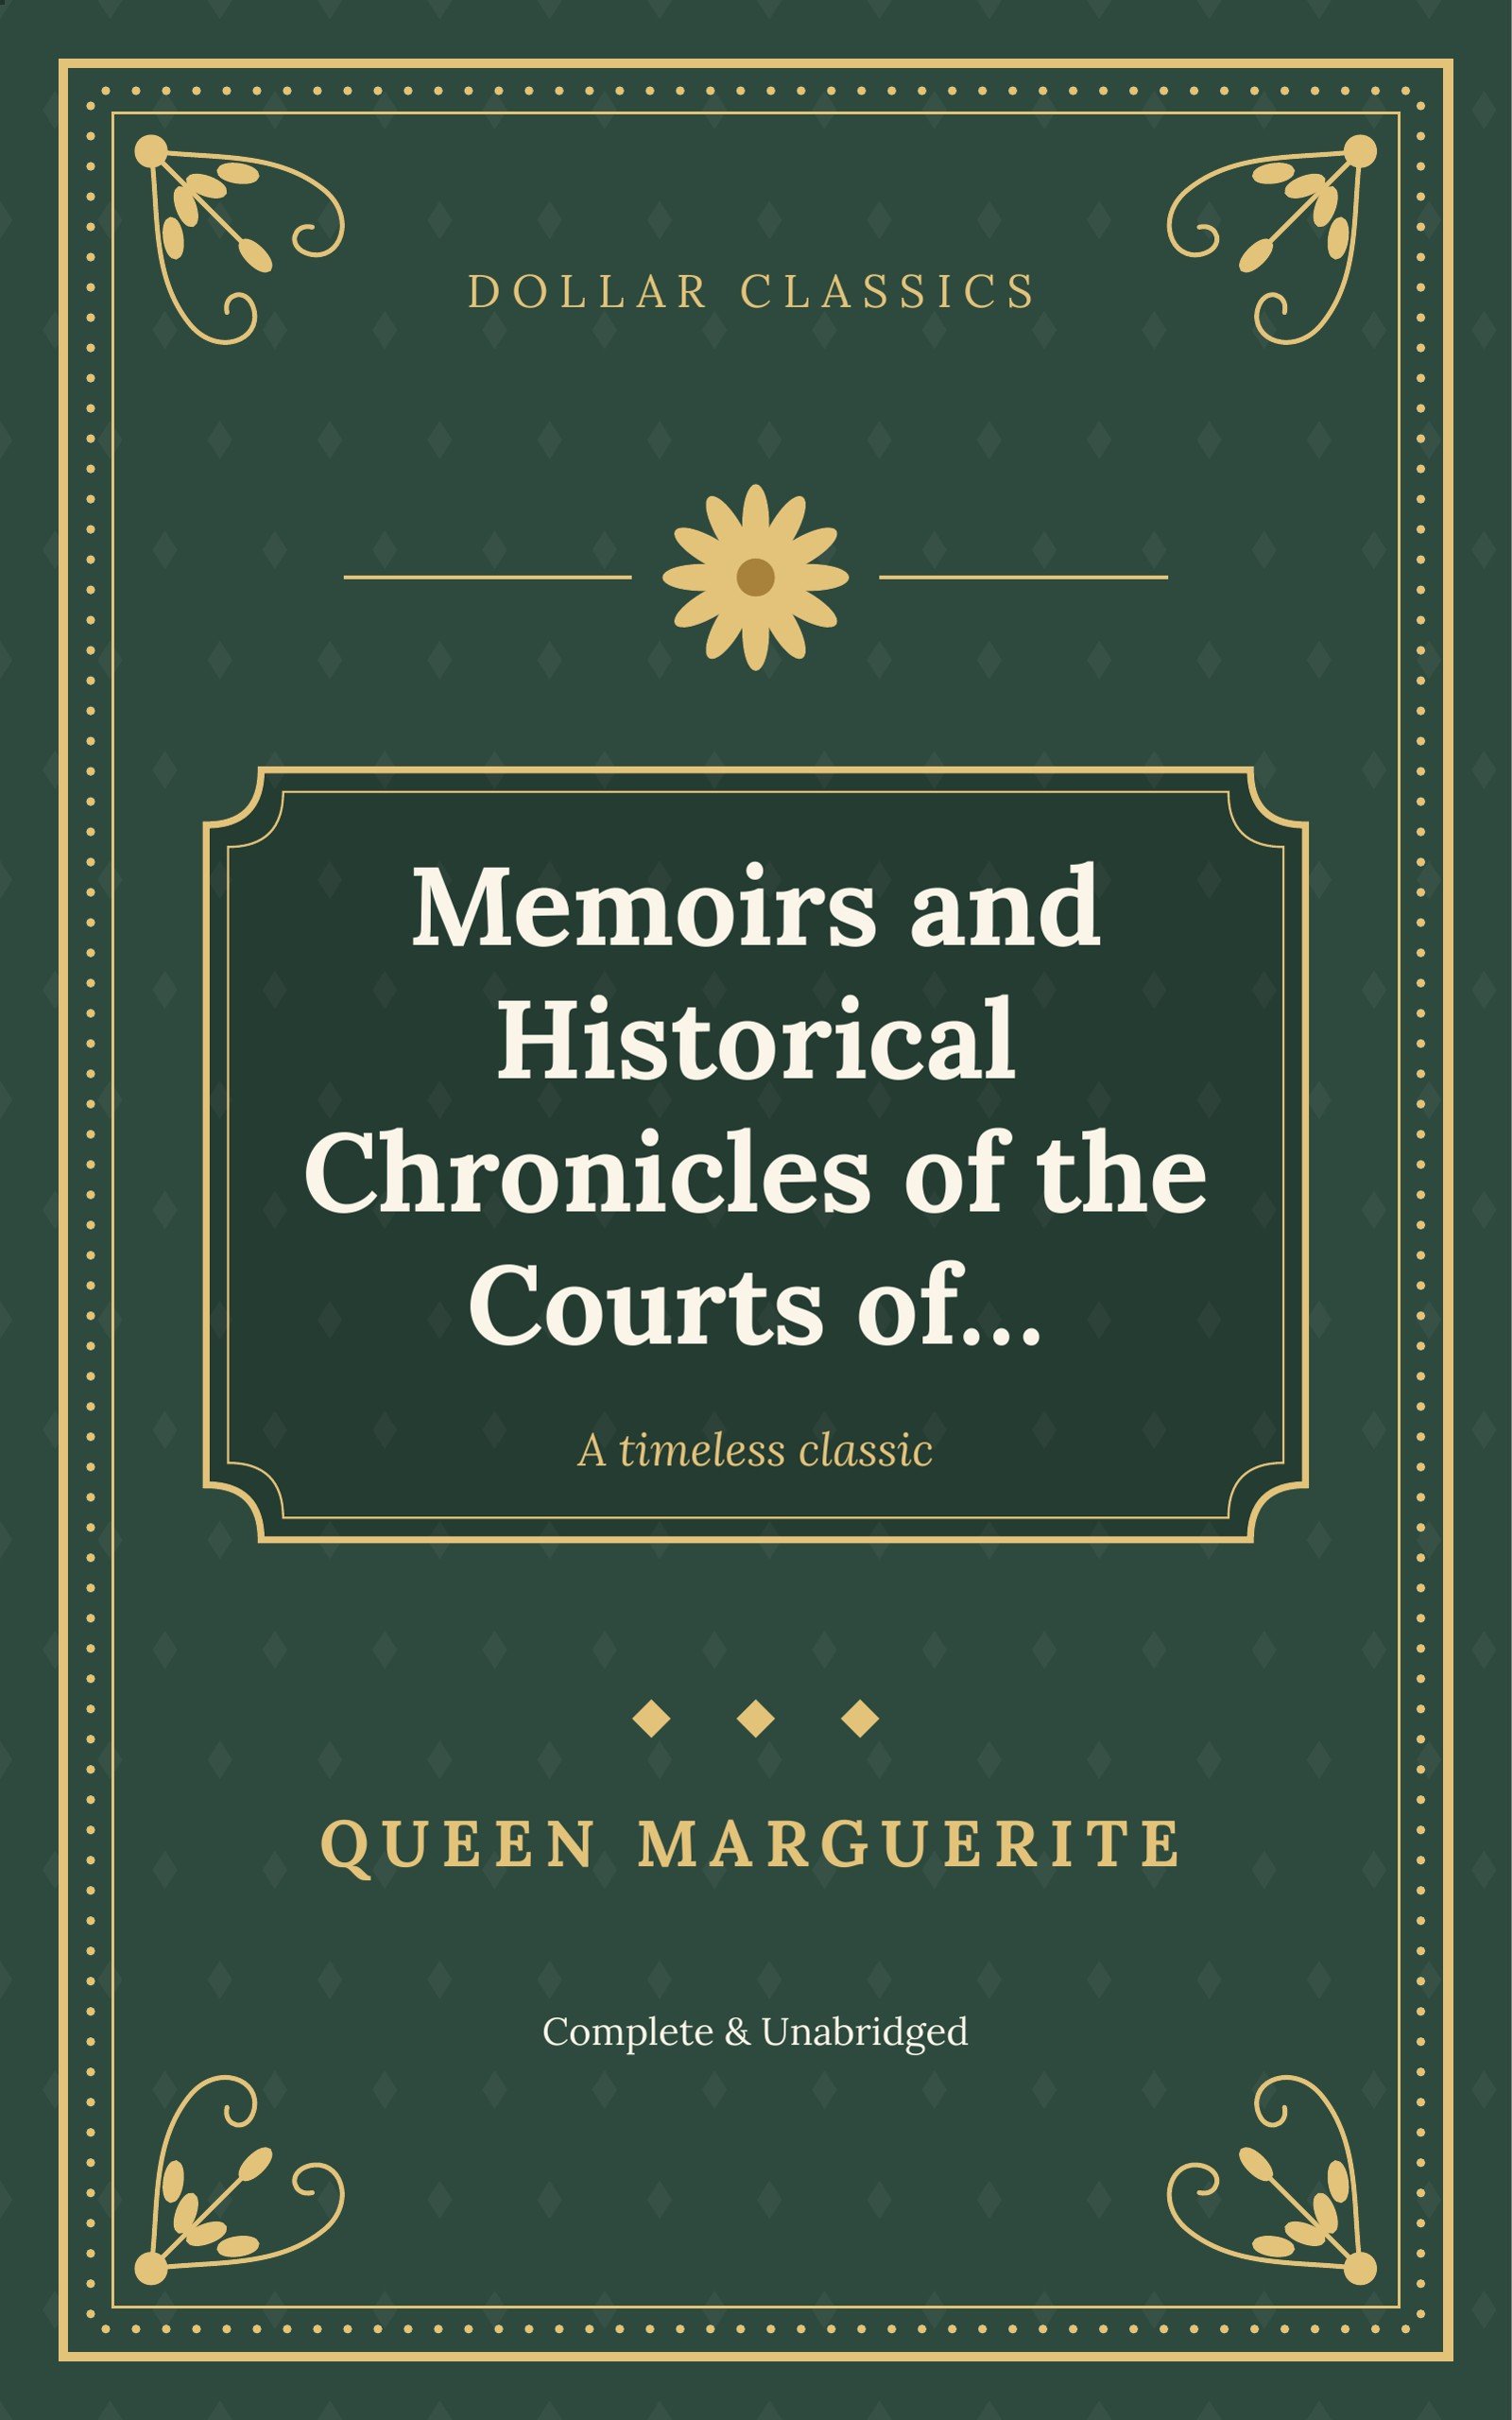 DOLLAR CLASSICS
Memoirs and
Historical
Chronicles of the
Courts of...
A timeless classic
QUEEN MARGUERITE
Complete & Unabridged